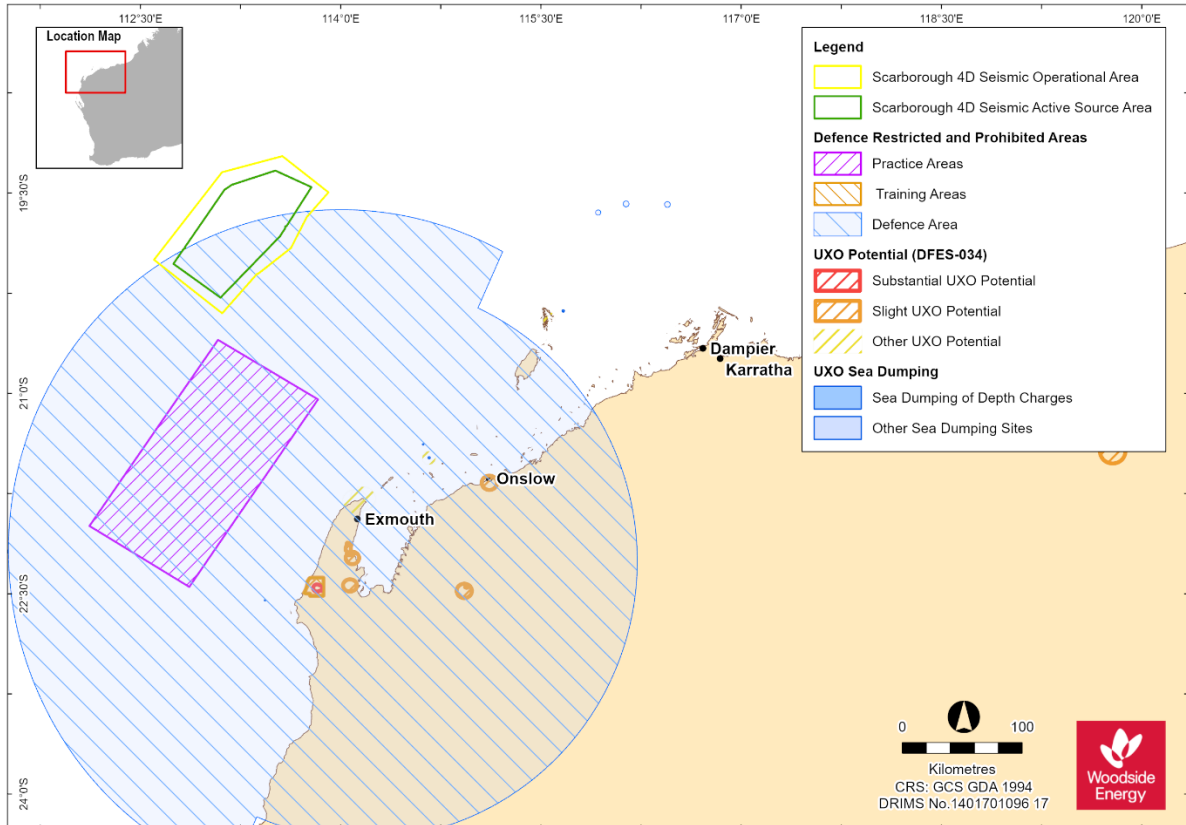 112°30'E 114°0'E 115°30'E 117°0'E 118°30'E 120°0'E
Location Map
Legend
Scarborough 4D Seismic Operational Area
Scarborough 4D Seismic Active Source Area
Defence Restricted and Prohibited Areas
Practice Areas
Training Areas
Defence Area
UXO Potential (DFES-034)
Substantial UXO Potential
Slight UXO Potential
Other UXO Potential
UXO Sea Dumping
Sea Dumping of Depth Charges
Other Sea Dumping Sites
19°30'S
21°0'S
22°30'S
24°0'S
Dampier
Karratha
Onslow
Exmouth
0 100
Kilometres
CRS: GCS GDA 1994
DRIMS No.1401701096 17
Woodside
Energy